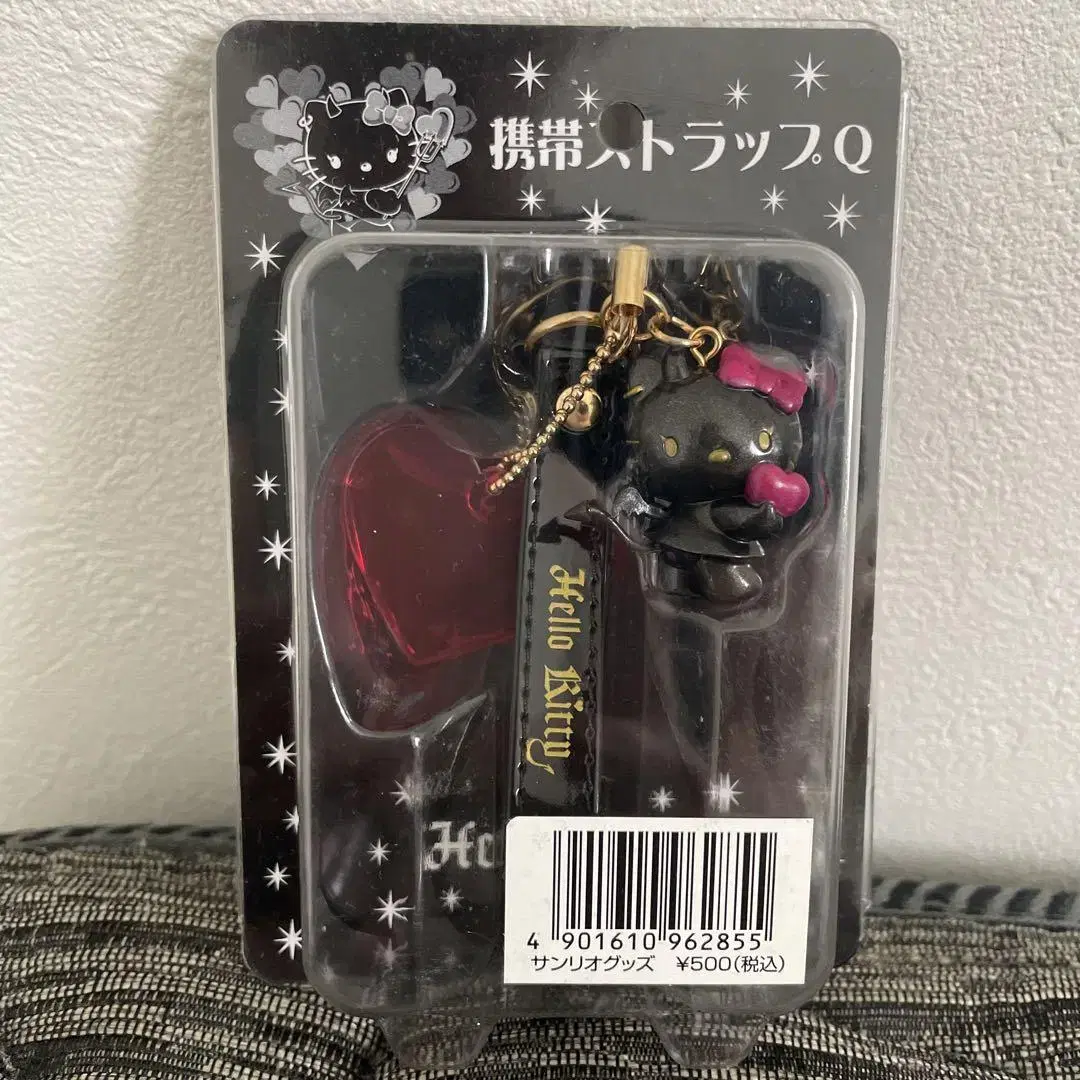 携帯ストラップQ
Hello Kitty
4 901610 962855
サンリオグッズ ¥500(税込)